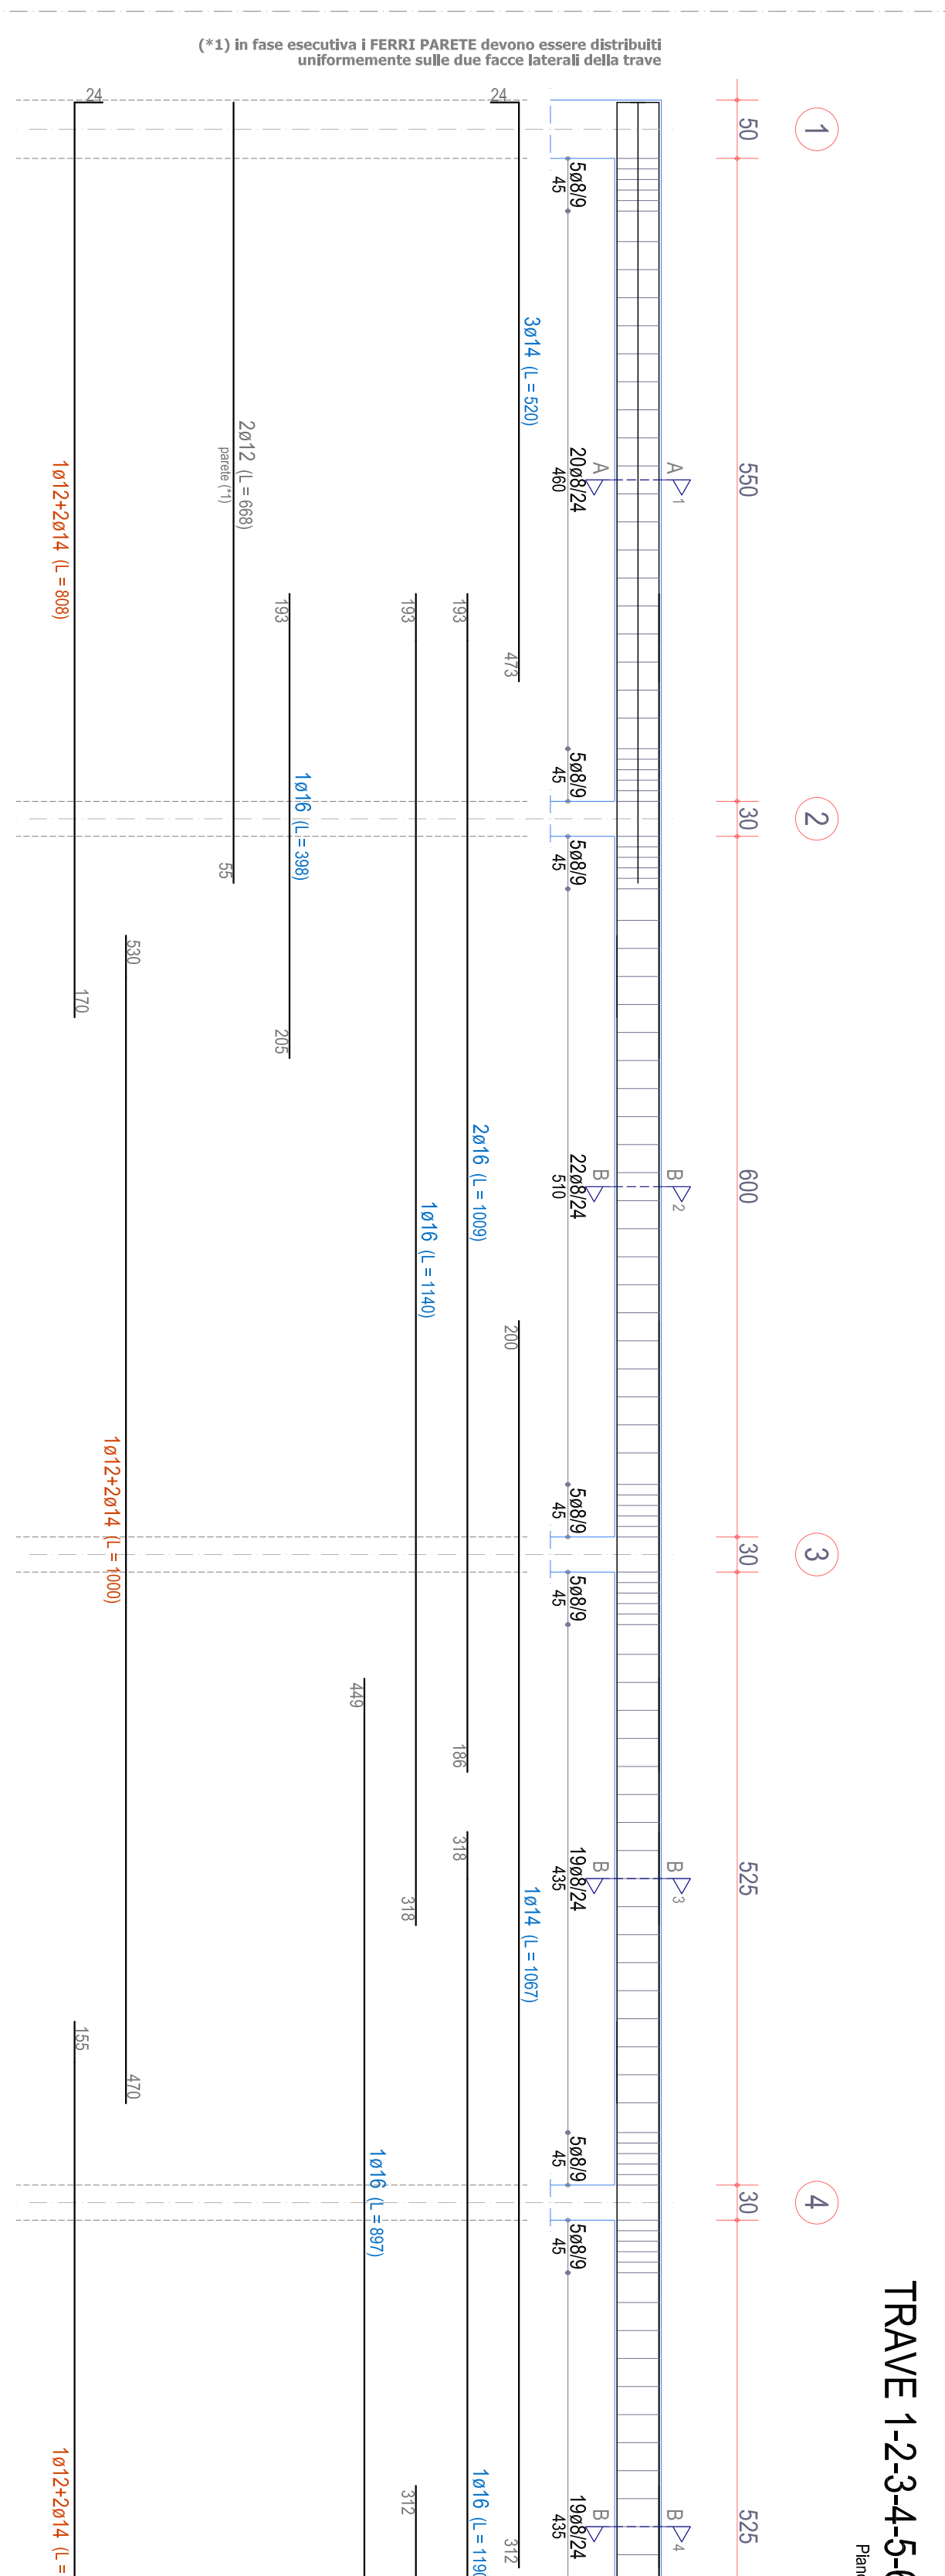 TRAVE 1-2-3-4-5-
1
2
3
4
50
550
30
600
30
525
30
525
A
1
B
2
B
3
B
4
A
B
B
B
5ø8/9
45
20ø8/24
460
5ø8/9
45
5ø8/9
45
22ø8/24
510
5ø8/9
45
5ø8/9
45
19ø8/24
435
5ø8/9
45
5ø8/9
45
19ø8/24
435
24
3ø14 (L = 520)
473
200
1ø14 (L = 1067)
312
193
2ø16 (L = 1009)
186
318
1ø16 (L = 1190
193
1ø16 (L = 1140)
318
312
449
1ø16 (L = 897)
193
1ø16 (L = 398)
205
2ø12 (L = 668)
parete (*1)
55
530
1ø12+2ø14 (L = 1000)
470
24
1ø12+2ø14 (L = 808)
170
155
1ø12+2ø14 (L =
(*1) in fase esecutiva i FERRI PARETE devono essere distribuiti
uniformemente sulle due facce laterali della trave